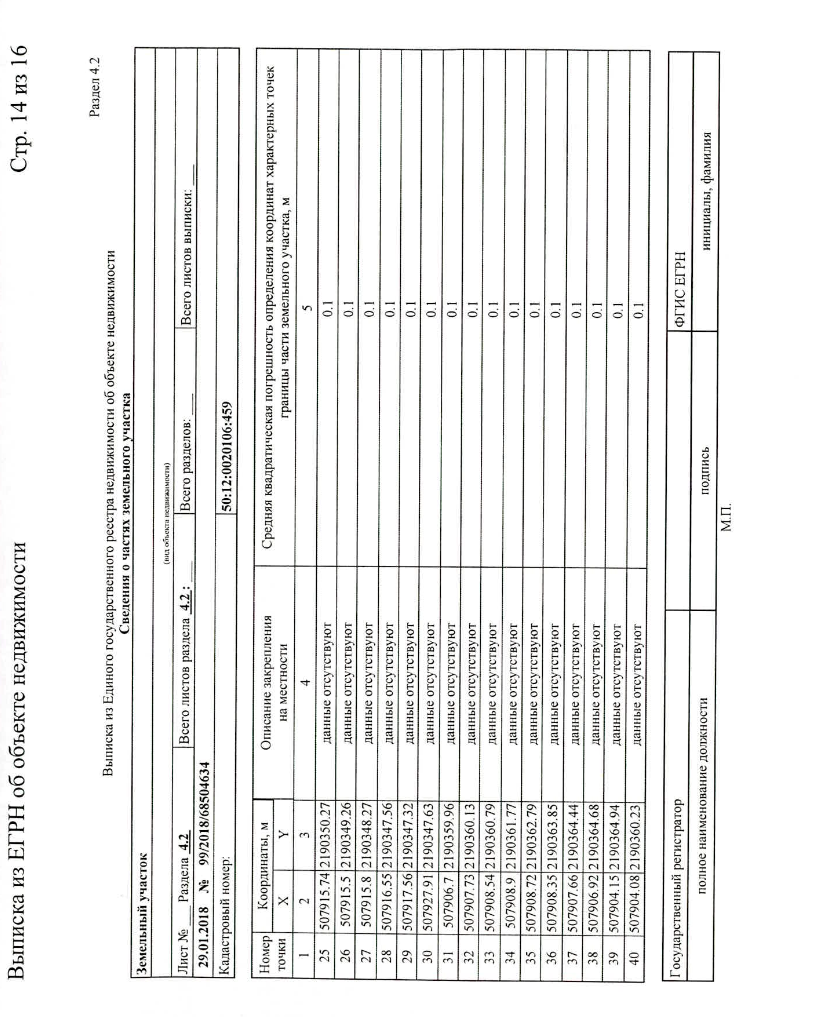 Выписка из ЕГРН об объекте недвижимости Стр. 14 из 16
Раздел 4.2
Выписка из Единого государственного реестра недвижимости об объекте недвижимости
Сведения о частях земельного участка
Земельный участок
(вид объекта недвижимости)
Лист № ___ Раздела 4.2 Всего листов раздела 4.2 : ___ Всего разделов: ___ Всего листов выписки: ___
29.01.2018 № 99/2018/68504634
Кадастровый номер: 50:12:0020106:459
Номер точки Координаты, м Описание закрепления на местности Средняя квадратическая погрешность определения координат характерных точек границы части земельного участка, м
X Y
1 2 3 4 5
25 507915.74 2190350.27 данные отсутствуют 0.1
26 507915.5 2190349.26 данные отсутствуют 0.1
27 507915.8 2190348.27 данные отсутствуют 0.1
28 507916.55 2190347.56 данные отсутствуют 0.1
29 507917.56 2190347.32 данные отсутствуют 0.1
30 507927.91 2190347.63 данные отсутствуют 0.1
31 507906.7 2190359.96 данные отсутствуют 0.1
32 507907.73 2190360.13 данные отсутствуют 0.1
33 507908.54 2190360.79 данные отсутствуют 0.1
34 507908.9 2190361.77 данные отсутствуют 0.1
35 507908.72 2190362.79 данные отсутствуют 0.1
36 507908.35 2190363.85 данные отсутствуют 0.1
37 507907.66 2190364.44 данные отсутствуют 0.1
38 507906.92 2190364.68 данные отсутствуют 0.1
39 507904.15 2190364.94 данные отсутствуют 0.1
40 507904.08 2190360.23 данные отсутствуют 0.1
Государственный регистратор ФГИС ЕГРН
полное наименование должности подпись инициалы, фамилия
М.П.